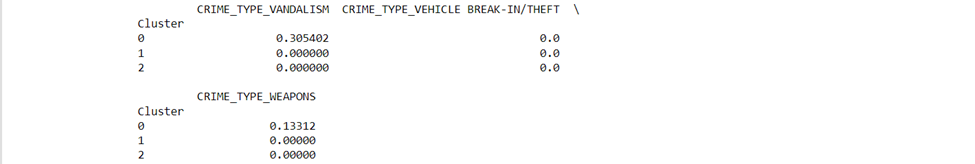 CRIME_TYPE_VANDALISM  CRIME_TYPE_VEHICLE BREAK-IN/THEFT  \
Cluster
0                    0.305402                               0.0
1                    0.000000                               0.0
2                    0.000000                               0.0
CRIME_TYPE_WEAPONS
Cluster
0                   0.13312
1                   0.00000
2                   0.00000